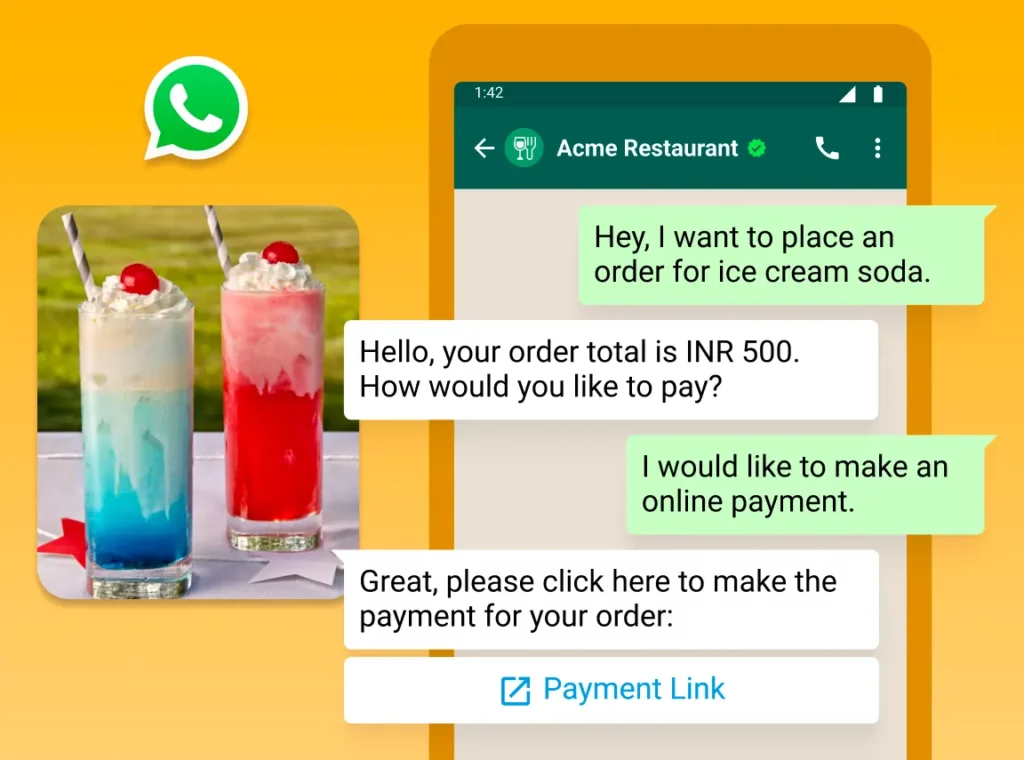 1:42
Acme Restaurant
Hey, I want to place an
order for ice cream soda.
Hello, your order total is INR 500.
How would you like to pay?
I would like to make an
online payment.
Great, please click here to make the
payment for your order:
Payment Link